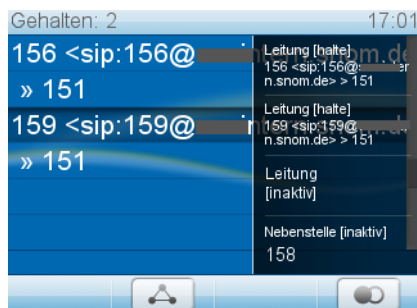 Gehalten: 2
17:01
156 <sip:156@
» 151
159 <sip:159@
» 151
Leitung [halte]
156 <sip:156@
n.snom.de> > 151
Leitung [halte]
159 <sip:159@
n.snom.de> > 151
Leitung
[inaktiv]
Nebenstelle [inaktiv]
158